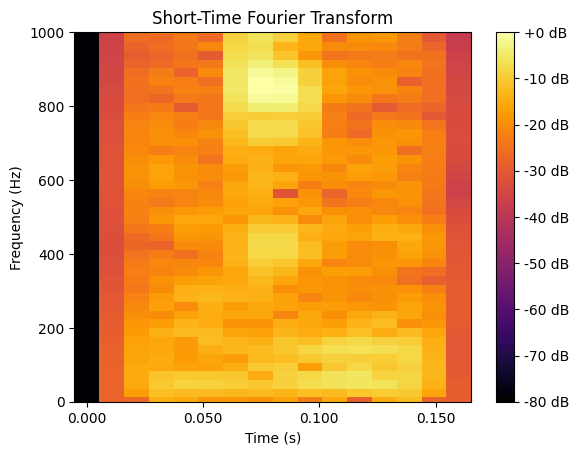 Short-Time Fourier Transform
1000
800
600
400
200
0
Frequency (Hz)
0.000
0.050
0.100
0.150
Time (s)
+0 dB
-10 dB
-20 dB
-30 dB
-40 dB
-50 dB
-60 dB
-70 dB
-80 dB